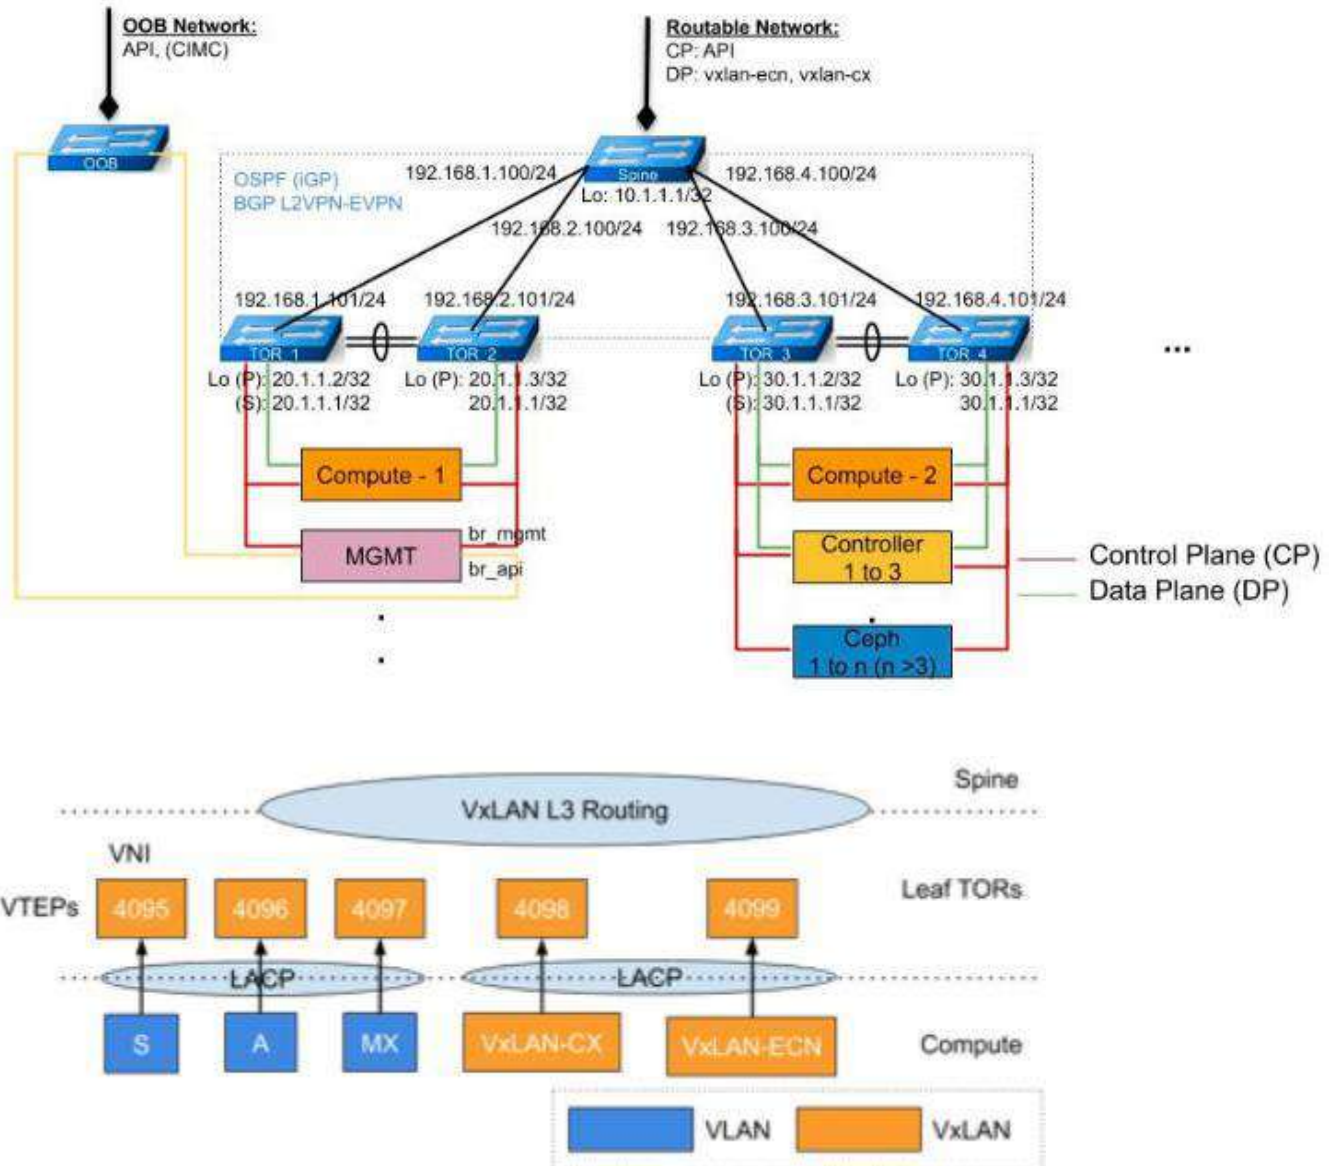 OOB Network:
API, (CIMC)
Routable Network:
CP: API
DP: vxlan-ecn, vxlan-cx
OOB
Spine
Lo: 10.1.1.1/32
OSPF (iGP)
BGP L2VPN-EVPN
192.168.1.100/24
192.168.4.100/24
192.168.2.100/24
192.168.3.100/24
192.168.1.101/24
192.168.2.101/24
192.168.3.101/24
192.168.4.101/24
TOR_1
TOR_2
TOR_3
TOR_4
...
Lo (P): 20.1.1.2/32
(S): 20.1.1.1/32
Lo (P): 20.1.1.3/32
20.1.1.1/32
Lo (P): 30.1.1.2/32
(S): 30.1.1.1/32
Lo (P): 30.1.1.3/32
30.1.1.1/32
Compute - 1
Compute - 2
MGMT
br_mgmt
br_api
Controller
1 to 3
Ceph
1 to n (n >3)
Control Plane (CP)
Data Plane (DP)
Spine
VxLAN L3 Routing
VNI
VTEPs
4095
4096
4097
4098
4099
Leaf TORs
LACP
LACP
S
A
MX
VxLAN-CX
VxLAN-ECN
Compute
VLAN
VxLAN